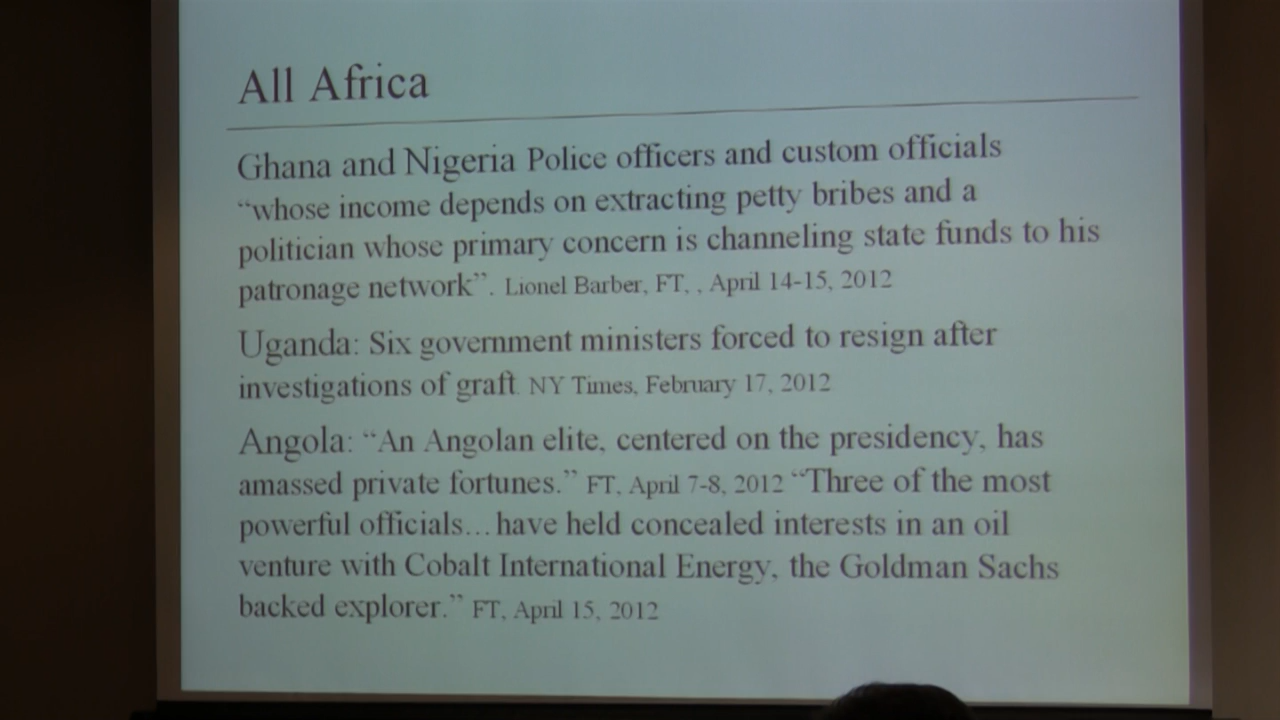 All Africa
Ghana and Nigeria Police officers and custom officials
“whose income depends on extracting petty bribes and a
politician whose primary concern is channeling state funds to his
patronage network”. Lionel Barber, FT, , April 14-15, 2012
Uganda: Six government ministers forced to resign after
investigations of graft. NY Times, February 17, 2012
Angola: “An Angolan elite, centered on the presidency, has
amassed private fortunes.” FT, April 7-8, 2012 “Three of the most
powerful officials... have held concealed interests in an oil
venture with Cobalt International Energy, the Goldman Sachs
backed explorer.” FT, April 15, 2012